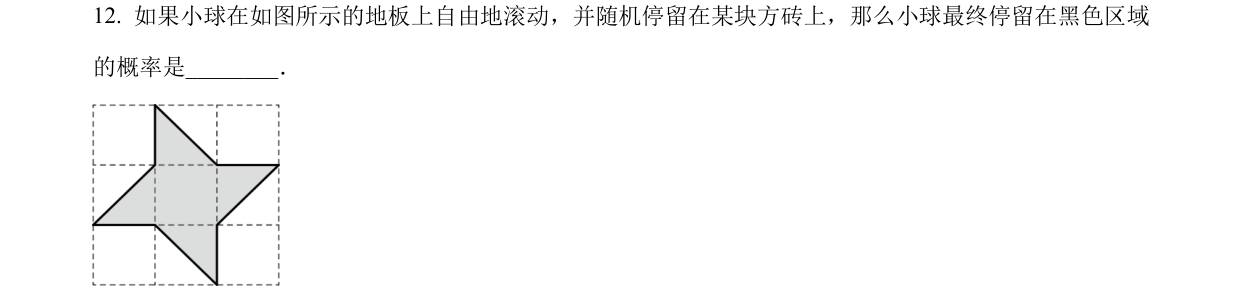 12. 如果小球在如图所示的地板上自由地滚动，并随机停留在某块方砖上，那么小球最终停留在黑色区域
的概率是________．